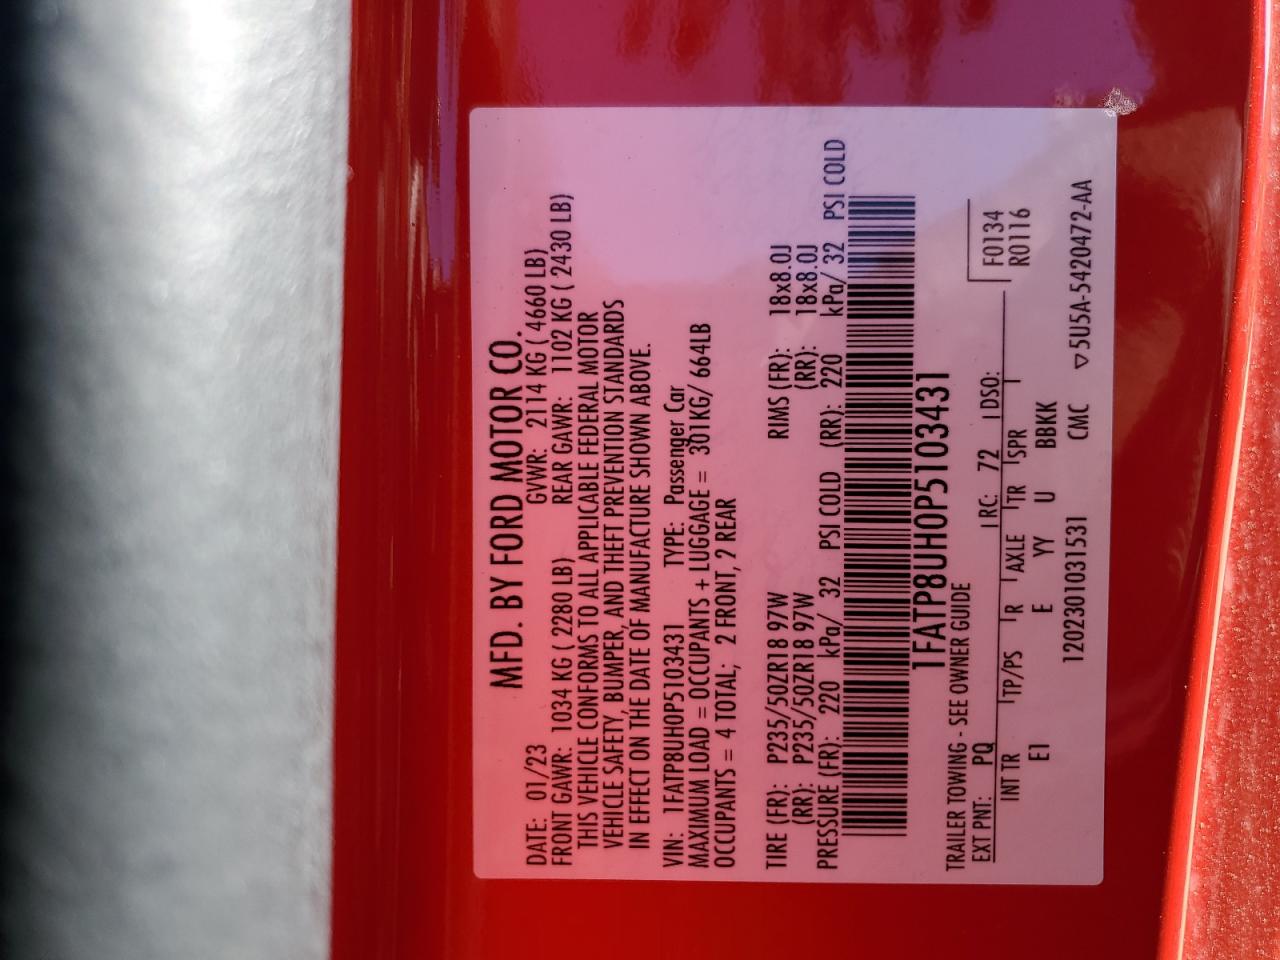 MFD. BY FORD MOTOR CO.
DATE: 01/23 GVWR: 2114 KG ( 4660 LB)
FRONT GAWR: 1034 KG ( 2280 LB) REAR GAWR: 1102 KG ( 2430 LB)
THIS VEHICLE CONFORMS TO ALL APPLICABLE FEDERAL MOTOR
VEHICLE SAFETY, BUMPER, AND THEFT PREVENTION STANDARDS
IN EFFECT ON THE DATE OF MANUFACTURE SHOWN ABOVE.
VIN: 1FATP8UH0P5103431 TYPE: Passenger Car
MAXIMUM LOAD = OCCUPANTS + LUGGAGE = 301KG/ 664LB
OCCUPANTS = 4 TOTAL; 2 FRONT, 2 REAR
TIRE (FR): P235/50ZR18 97W RIMS (FR): 18x8.0J
(RR): P235/50ZR18 97W (RR): 18x8.0J
PRESSURE (FR): 220 kPa/ 32 PSI COLD (RR): 220 kPa/ 32 PSI COLD
1FATP8UH0P5103431
TRAILER TOWING - SEE OWNER GUIDE
EXT PNT: PQ RC: 72 DSO: F0134
R0116
INT TR TP/PS R AXLE TR SPR
E1 E YY U BBKK
1202301031531 CMC ▽5U5A-5420472-AA